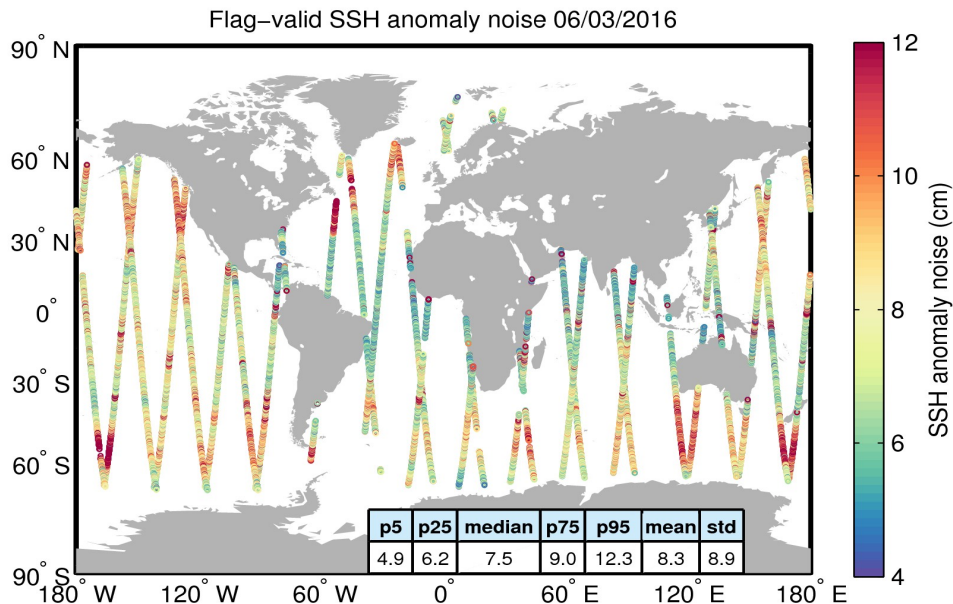 Flag–valid SSH anomaly noise 06/03/2016
90° N
60° N
30° N
0°
30° S
60° S
90° S
180° W
120° W
60° W
0°
60° E
120° E
180° E
p5 p25 median p75 p95 mean std
4.9 6.2 7.5 9.0 12.3 8.3 8.9
12
10
8
6
4
SSH anomaly noise (cm)